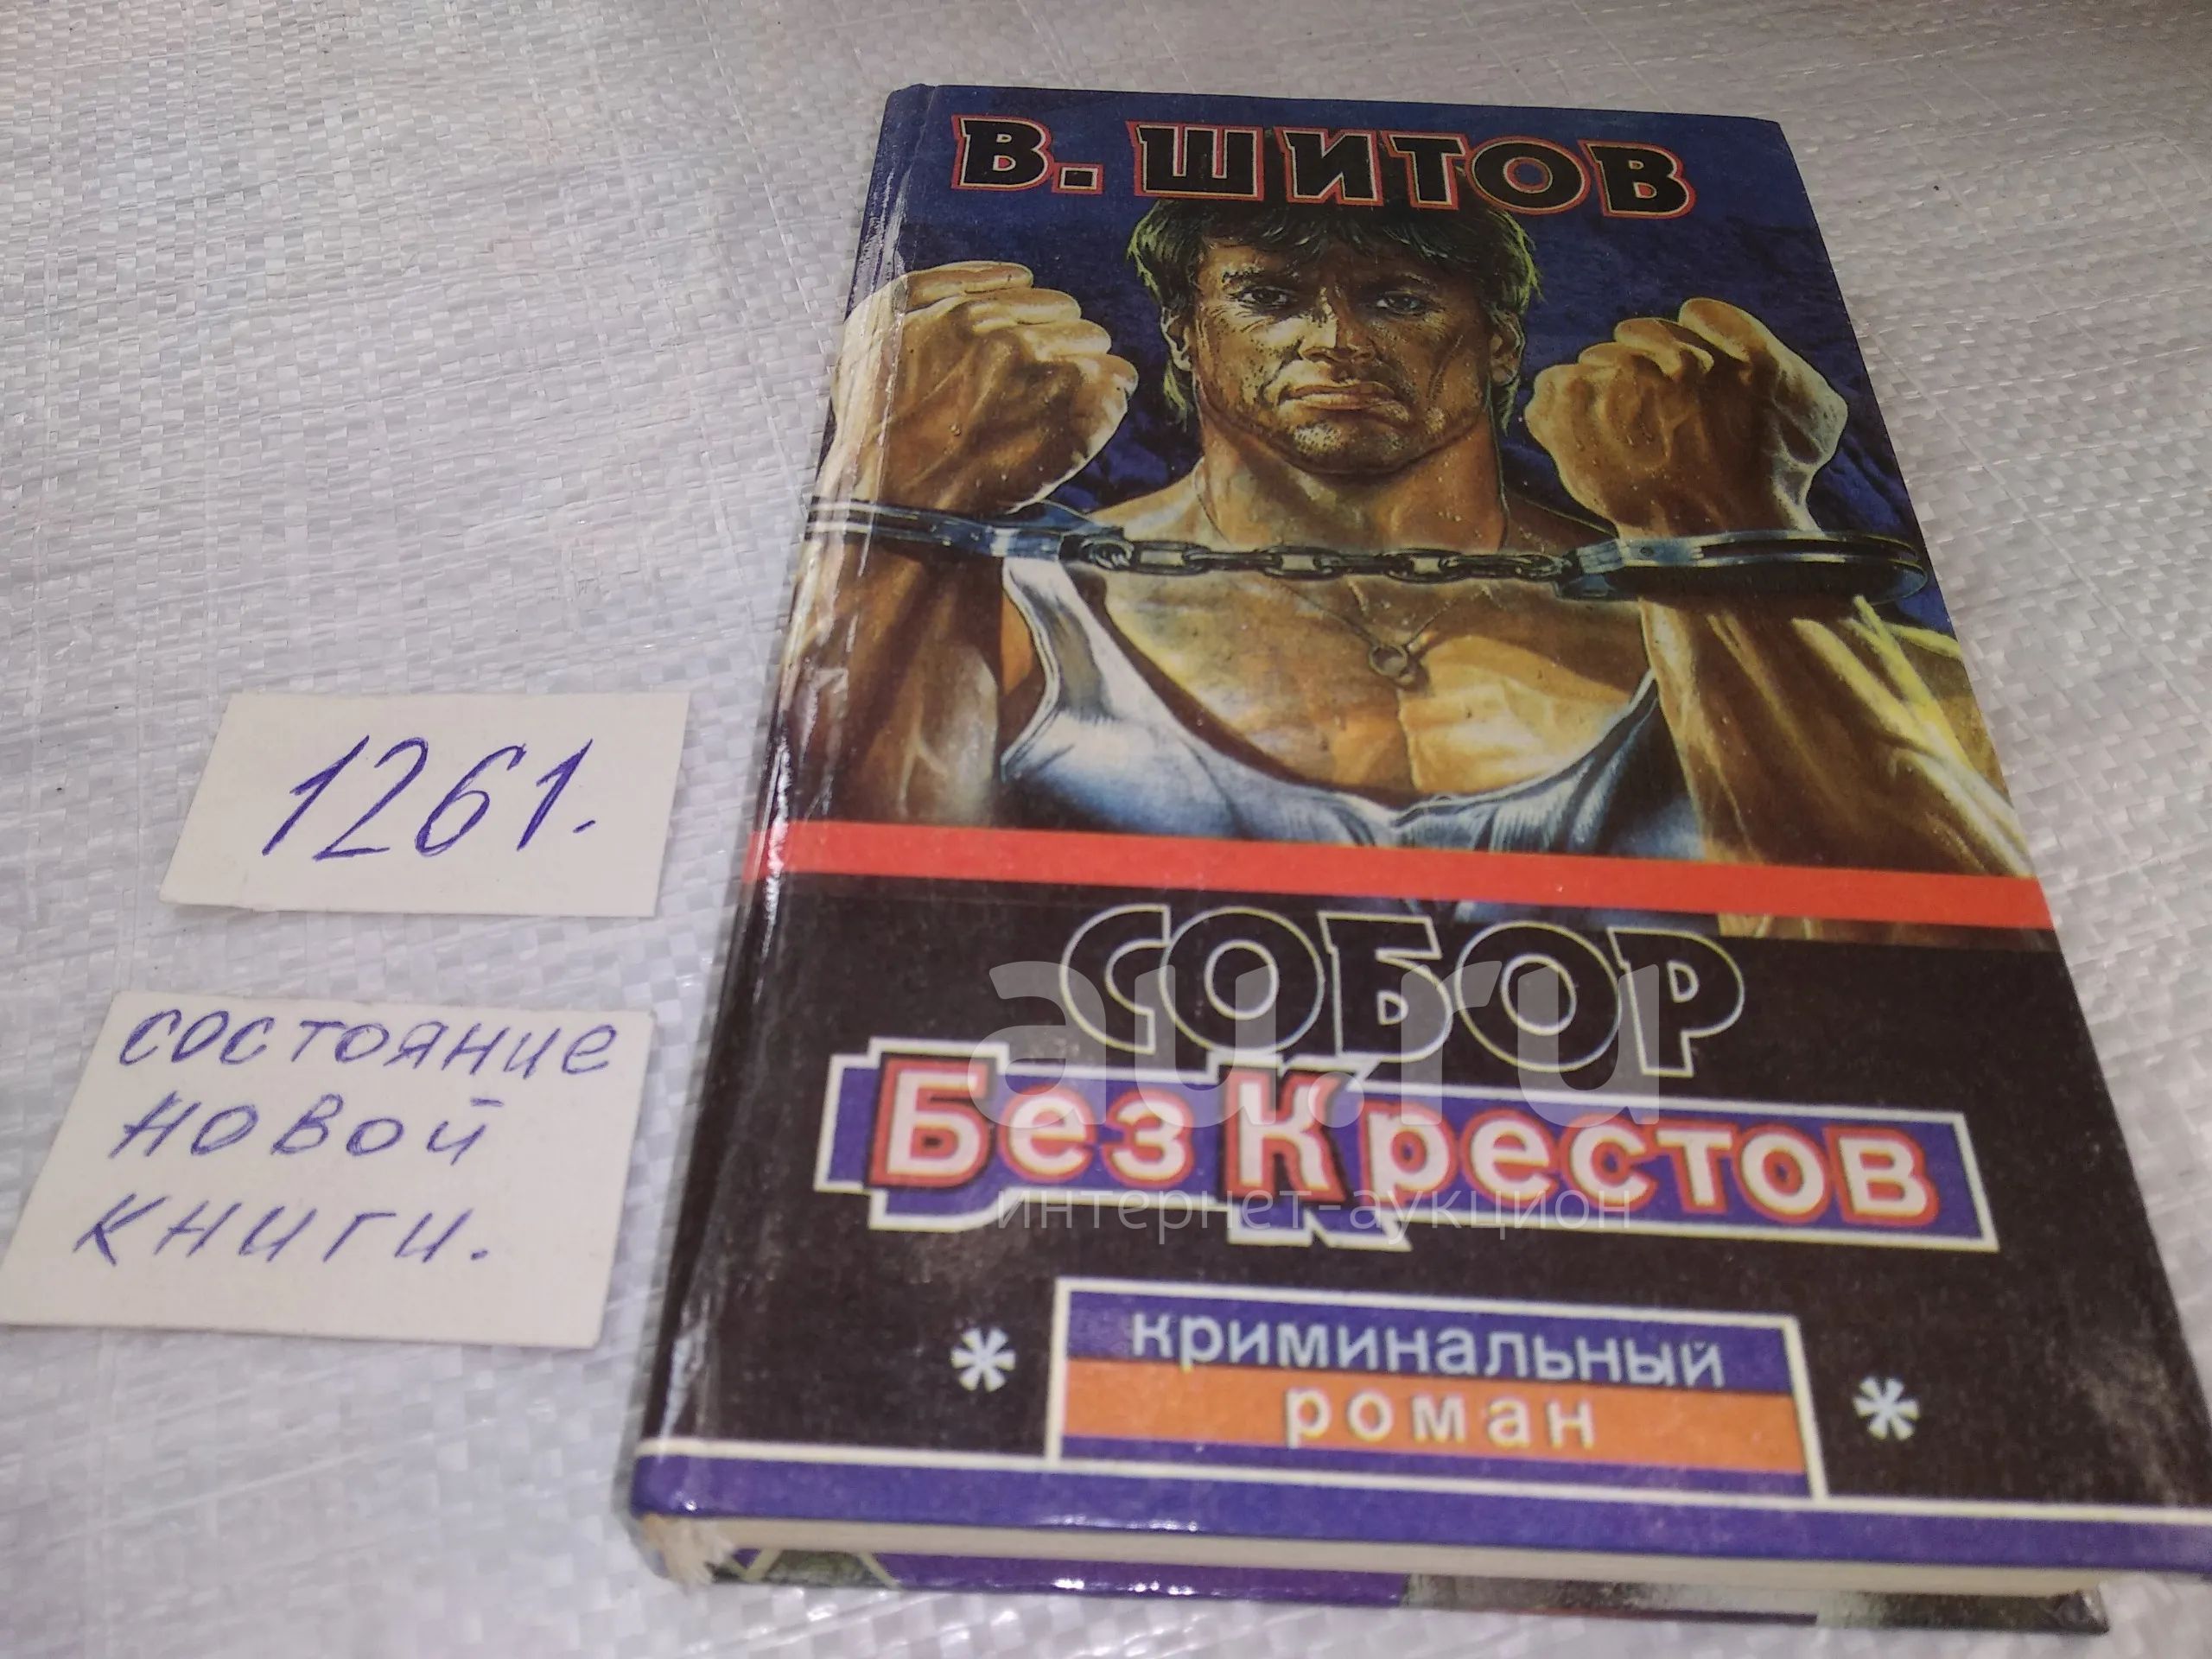 В. ШИТОВ
1261.
состояние
новой
книги.
СОБОР
Без Крестов
криминальный
роман
au.ru
интернет-аукцион